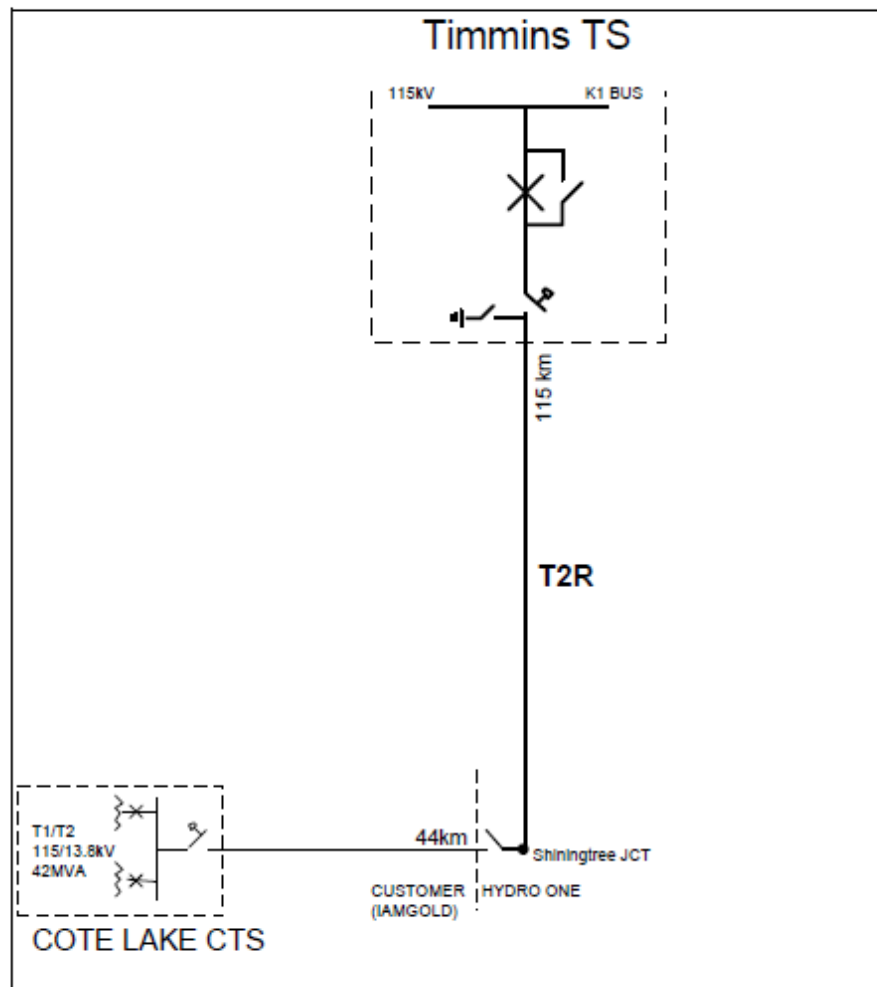 Timmins TS
115kV
K1 BUS
115 km
T2R
T1/T2
115/13.8kV
42MVA
44km
Shiningtree JCT
CUSTOMER
(IAMGOLD)
HYDRO ONE
COTE LAKE CTS